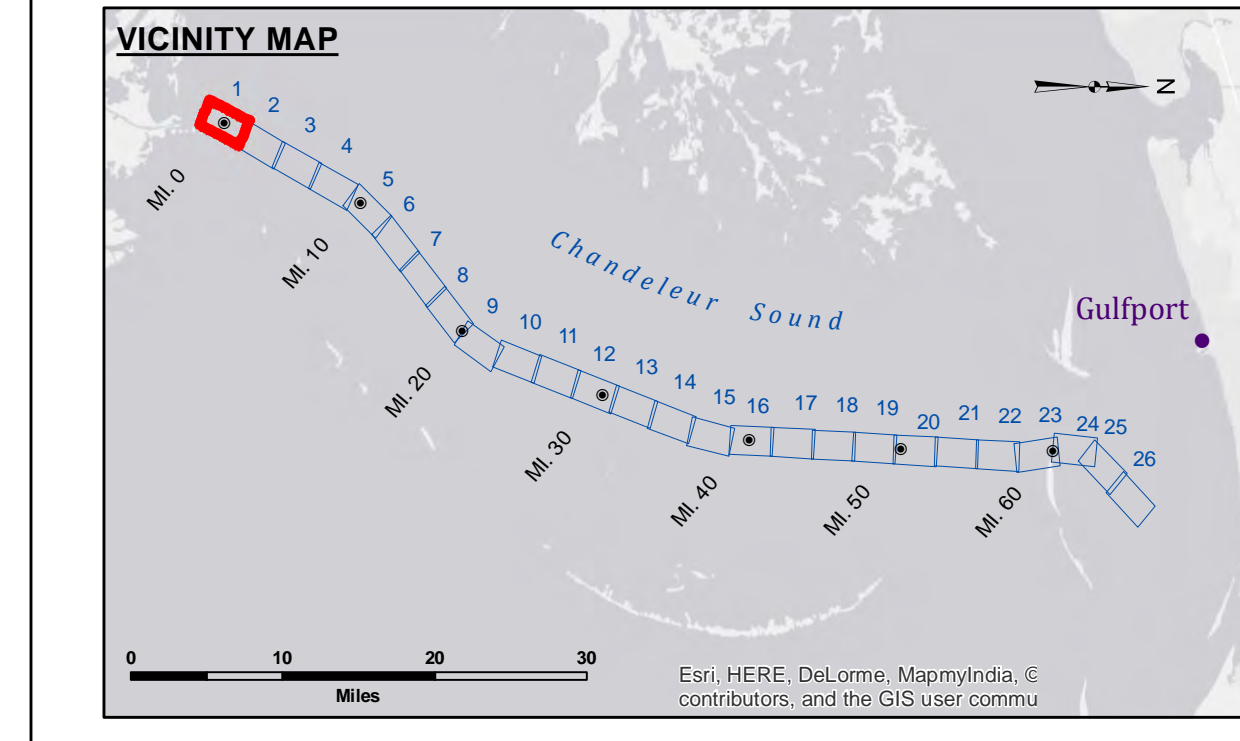 VICINITY MAP
N
1
2
3
4
5
6
7
8
9
10
11
12
13
14
15
16
17
18
19
20
21
22
23
24
25
26
MI. 0
MI. 10
MI. 20
MI. 30
MI. 40
MI. 50
MI. 60
Chandeleur Sound
Gulfport
0 10 20 30
Miles
Esri, HERE, DeLorme, MapmyIndia, ©
contributors, and the GIS user commu